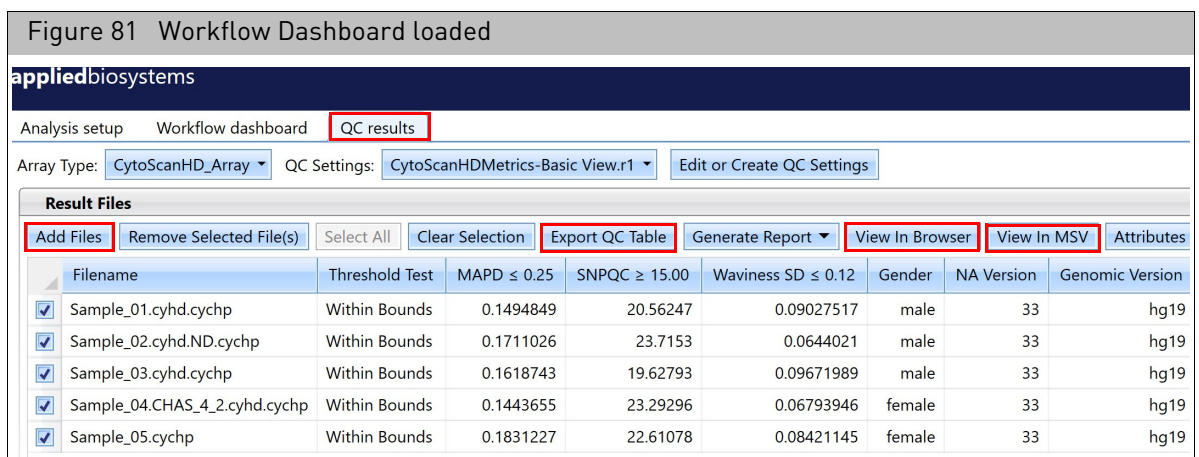 Figure 81 Workflow Dashboard loaded
appliedbiosystems
Analysis setup Workflow dashboard QC results
Array Type: CytoScanHD_Array QC Settings: CytoScanHDMetrics-Basic View.r1 Edit or Create QC Settings
Result Files
Add Files Remove Selected File(s) Select All Clear Selection Export QC Table Generate Report View In Browser View In MSV Attributes
Filename Threshold Test MAPD ≤ 0.25 SNPQC ≥ 15.00 Waviness SD ≤ 0.12 Gender NA Version Genomic Version
Sample_01.cyhd.cychp Within Bounds 0.1494849 20.56247 0.09027517 male 33 hg19
Sample_02.cyhd.ND.cychp Within Bounds 0.1711026 23.7153 0.0644021 male 33 hg19
Sample_03.cyhd.cychp Within Bounds 0.1618743 19.62793 0.09671989 male 33 hg19
Sample_04.CHAS_4_2.cyhd.cychp Within Bounds 0.1443655 23.29296 0.06793946 female 33 hg19
Sample_05.cychp Within Bounds 0.1831227 22.61078 0.08421145 female 33 hg19